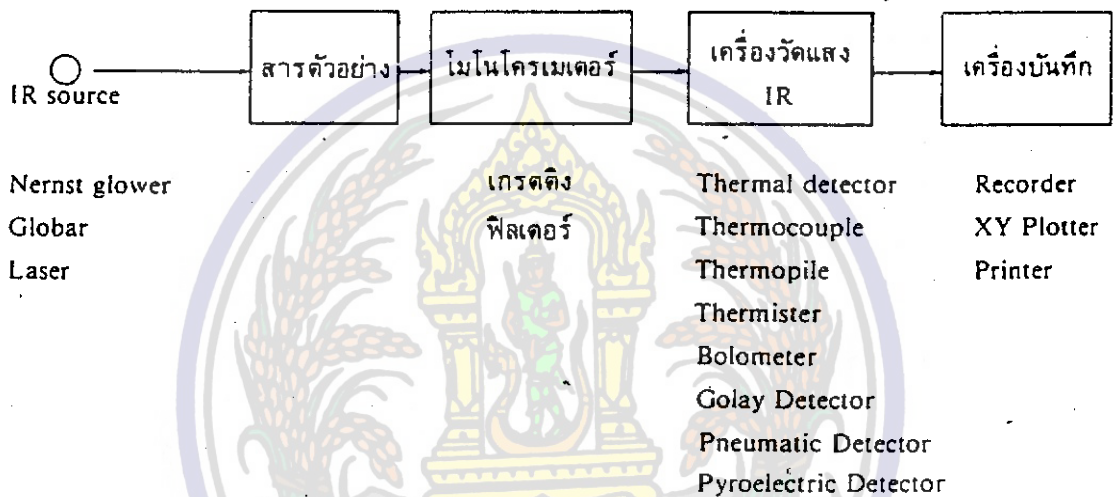 IR source
สารตัวอย่าง
โมโนโครเมเตอร์
เครื่องวัดแสง
IR
เครื่องบันทึก
Nernst glower
Globar
Laser
เกรตติง
ฟิลเตอร์
Thermal detector
Thermocouple
Thermopile
Thermister
Bolometer
Golay Detector
Pneumatic Detector
Pyroelectric Detector
Recorder
XY Plotter
Printer